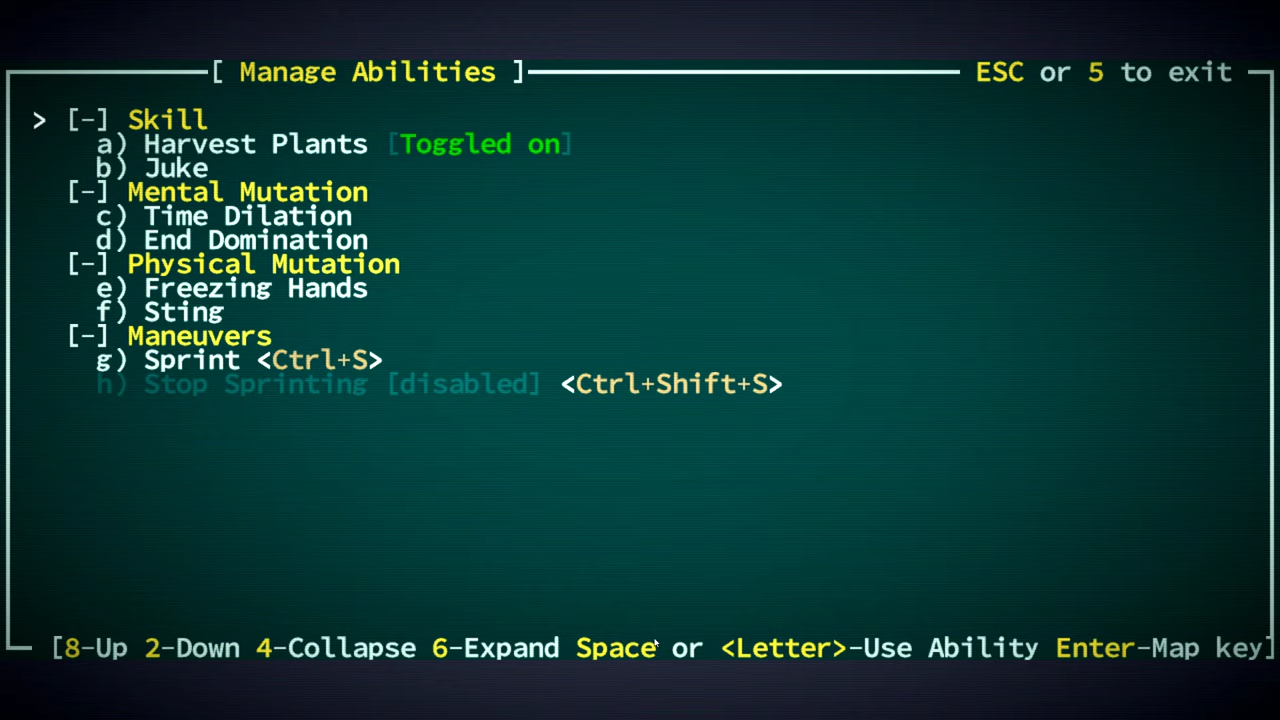 [ Manage Abilities ] ESC or 5 to exit
> [-] Skill
a) Harvest Plants [Toggled on]
b) Juke
[-] Mental Mutation
c) Time Dilation
d) End Domination
[-] Physical Mutation
e) Freezing Hands
f) Sting
[-] Maneuvers
g) Sprint <Ctrl+S>
h) Stop Sprinting [disabled] <Ctrl+Shift+S>
[8-Up 2-Down 4-Collapse 6-Expand Space or <Letter>-Use Ability Enter-Map key]